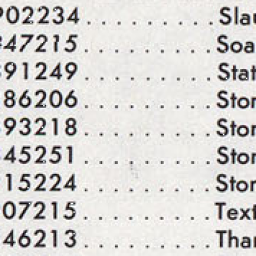 902234 . . . . . . . . . Slau
47215 . . . . . . . . . Soa
91249 . . . . . . . . . Stat
86206 . . . . . . . . . Stor
93218 . . . . . . . . . Stor
45251 . . . . . . . . . Stor
15224 . . . . . . . . . Stor
07215 . . . . . . . . . Text
46213 . . . . . . . . . Thar